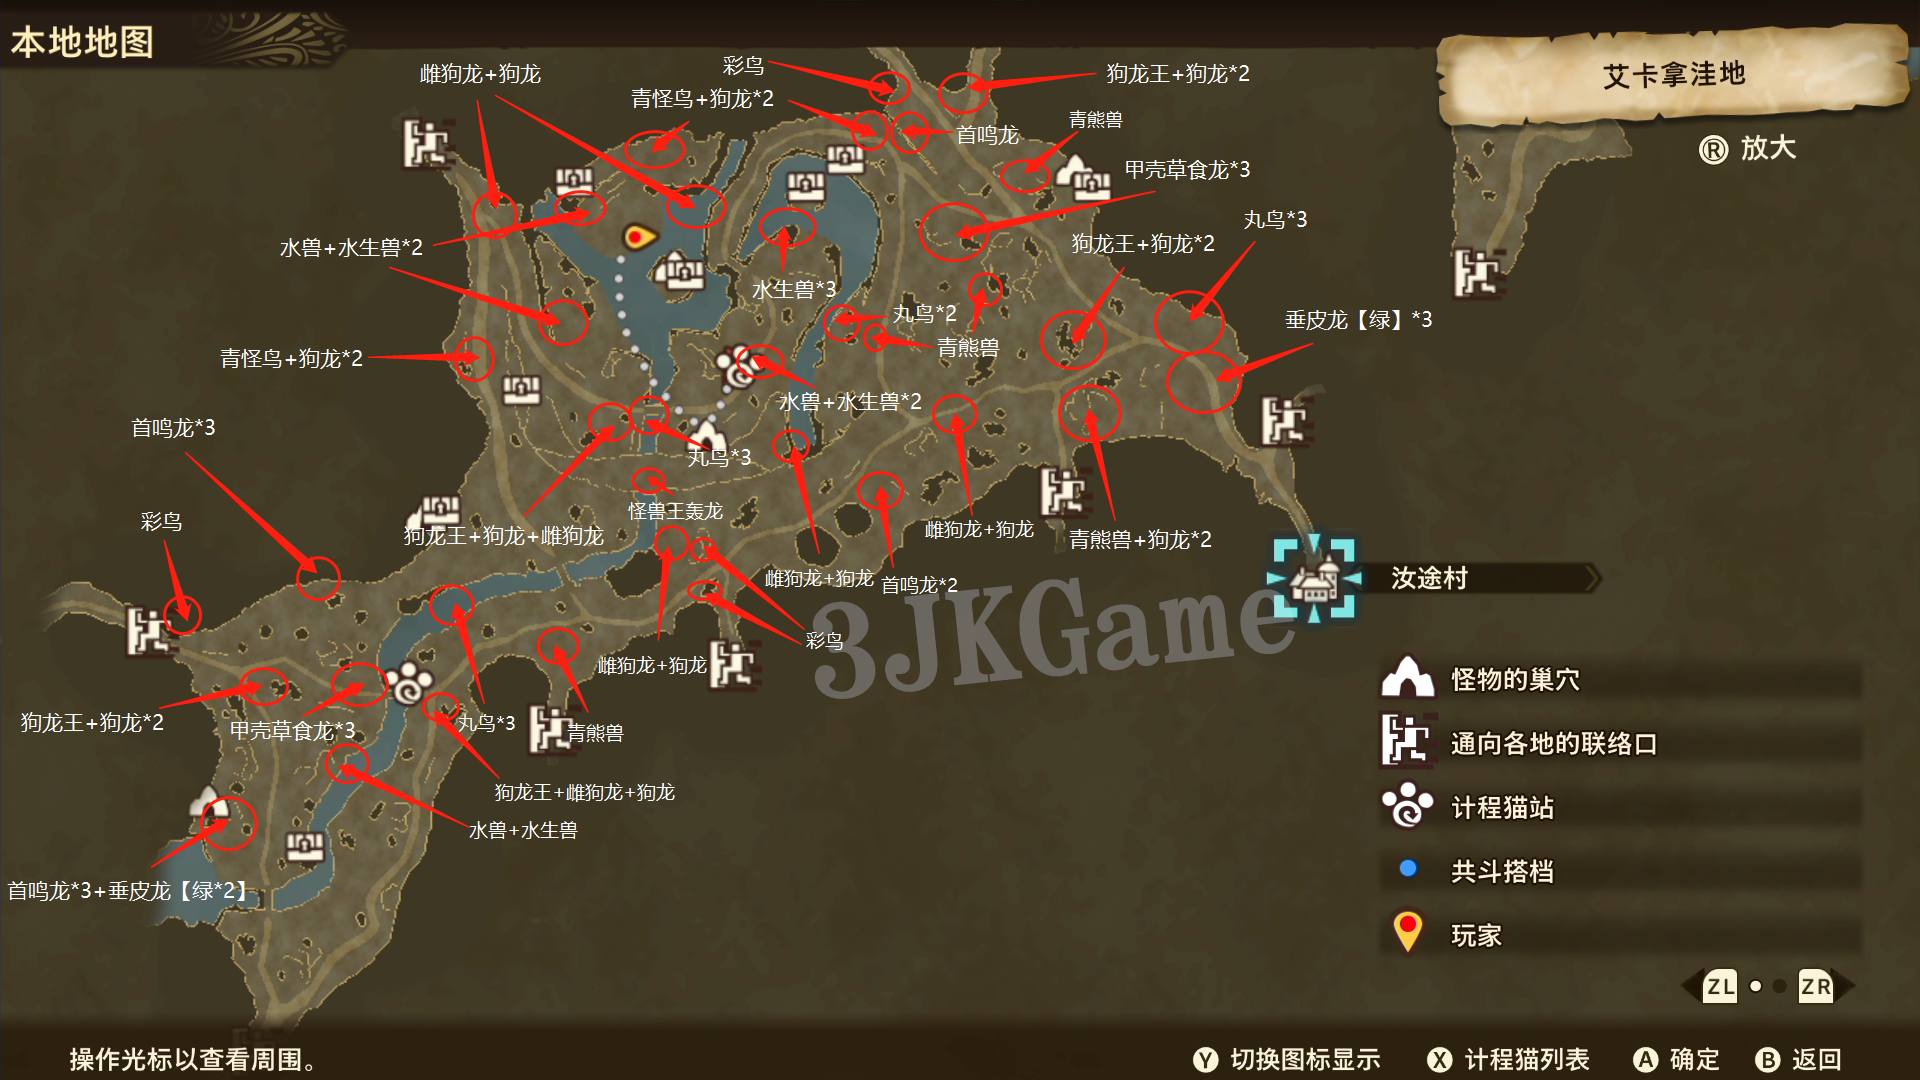 本地地图
艾卡拿洼地
Ⓡ 放大
雌狗龙+狗龙
彩鸟
狗龙王+狗龙*2
青怪鸟+狗龙*2
青熊兽
首鸣龙
甲壳草食龙*3
丸鸟*3
水兽+水生兽*2
狗龙王+狗龙*2
水生兽*3
丸鸟*2
垂皮龙【绿】*3
青怪鸟+狗龙*2
青熊兽
水兽+水生兽*2
首鸣龙*3
丸鸟*3
彩鸟
怪兽王轰龙
狗龙王+狗龙+雌狗龙
雌狗龙+狗龙
青熊兽+狗龙*2
雌狗龙+狗龙
首鸣龙*2
汝途村
3JKGame
彩鸟
雌狗龙+狗龙
狗龙王+狗龙*2
甲壳草食龙*3
丸鸟*3
青熊兽
狗龙王+雌狗龙+狗龙
水兽+水生兽
首鸣龙*3+垂皮龙【绿*2】
怪物的巢穴
通向各地的联络口
计程猫站
共斗搭档
玩家
ZL ZR
操作光标以查看周围。
Ⓨ 切换图标显示 Ⓧ 计程猫列表 Ⓐ 确定 Ⓑ 返回